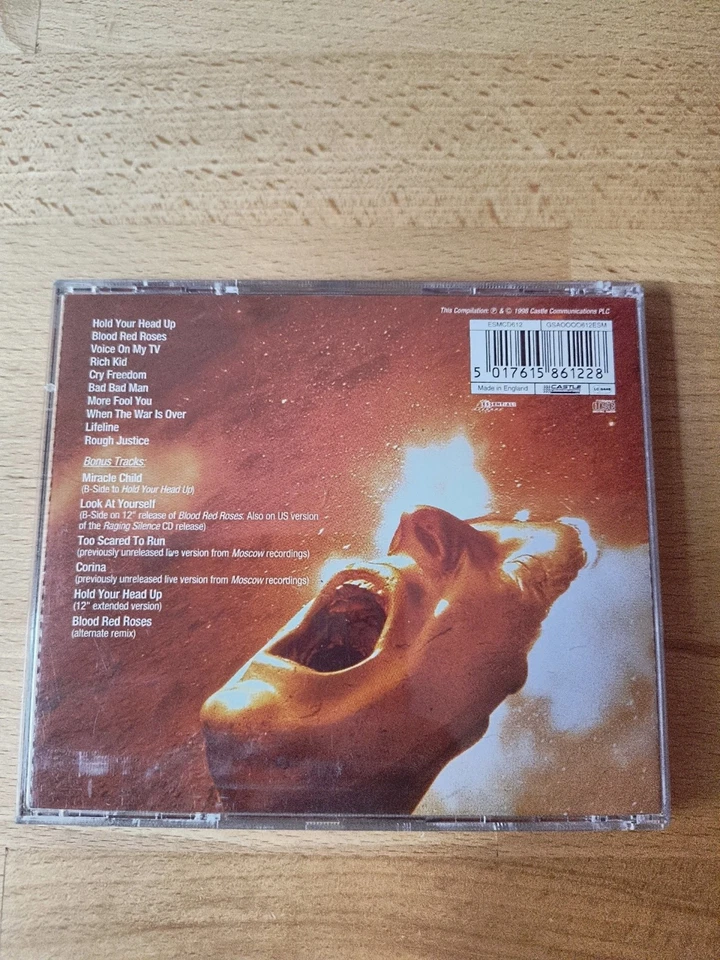 This Compilation: ℗ & © 1998 Castle Communications PLC
ESMCD612
GSAOOOO612ESM
5 017615 861228
Made in England
CASTLE
Hold Your Head Up
Blood Red Roses
Voice On My TV
Rich Kid
Cry Freedom
Bad Bad Man
More Fool You
When The War Is Over
Lifeline
Rough Justice
Bonus Tracks:
Miracle Child
(B-Side to Hold Your Head Up)
Look At Yourself
(B-Side on 12" release of Blood Red Roses. Also on US version
of the Raging Silence CD release)
Too Scared To Run
(previously unreleased live version from Moscow recordings)
Corina
(previously unreleased live version from Moscow recordings)
Hold Your Head Up
(12" extended version)
Blood Red Roses
(alternate remix)